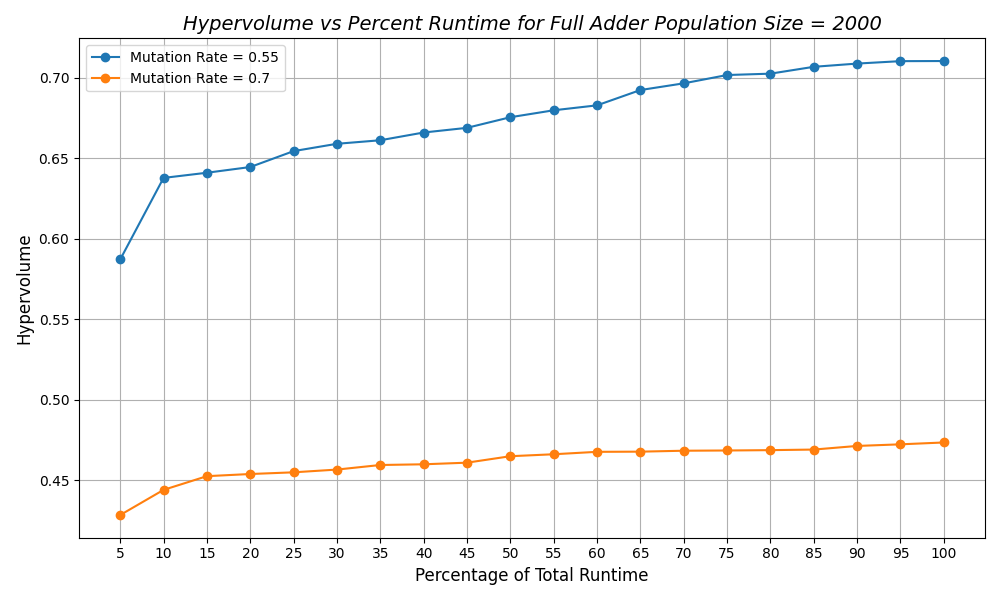 Hypervolume vs Percent Runtime for Full Adder Population Size = 2000
Mutation Rate = 0.55
Mutation Rate = 0.7
Hypervolume
0.70
0.65
0.60
0.55
0.50
0.45
5 10 15 20 25 30 35 40 45 50 55 60 65 70 75 80 85 90 95 100
Percentage of Total Runtime